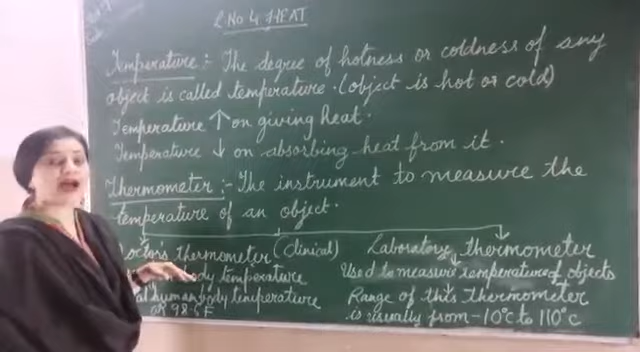 L.No 4 HEAT
Temperature :- The degree of hotness or coldness of any
object is called temperature. (object is hot or cold)
Temperature ↑ on giving heat.
Temperature ↓ on absorbing heat from it.
Thermometer :- The instrument to measure the
temperature of an object.
Doctor's thermometer (Clinical)
body temperature
human body temperature
or 98.6 F
Laboratory thermometer
Used to measure temperature of objects
Range of this thermometer
is usually from -10°c to 110°c